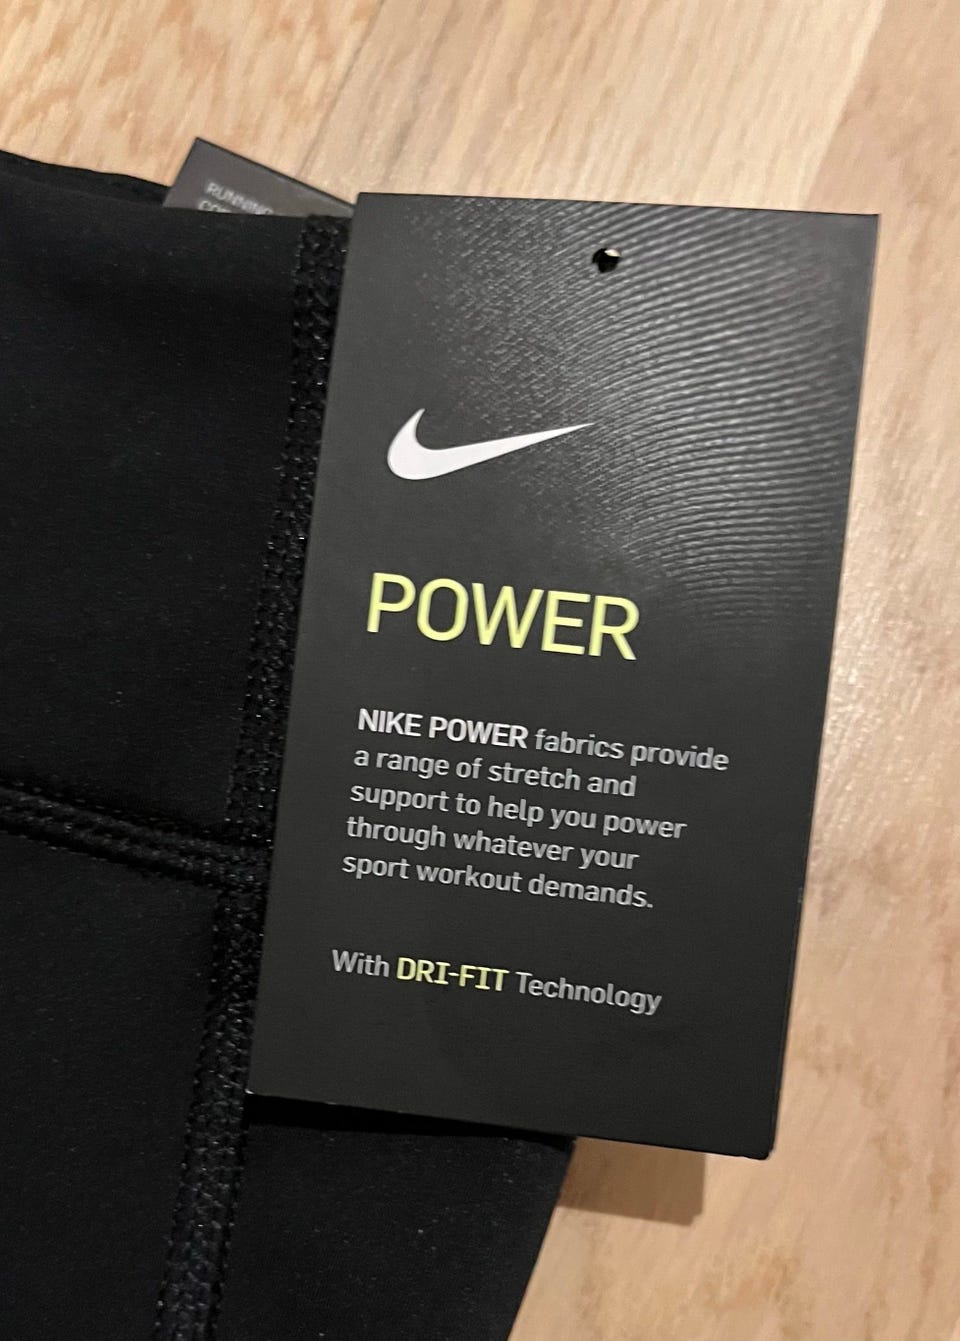 RUNNING
POWER
NIKE POWER fabrics provide
a range of stretch and
support to help you power
through whatever your
sport workout demands.
With DRI-FIT Technology